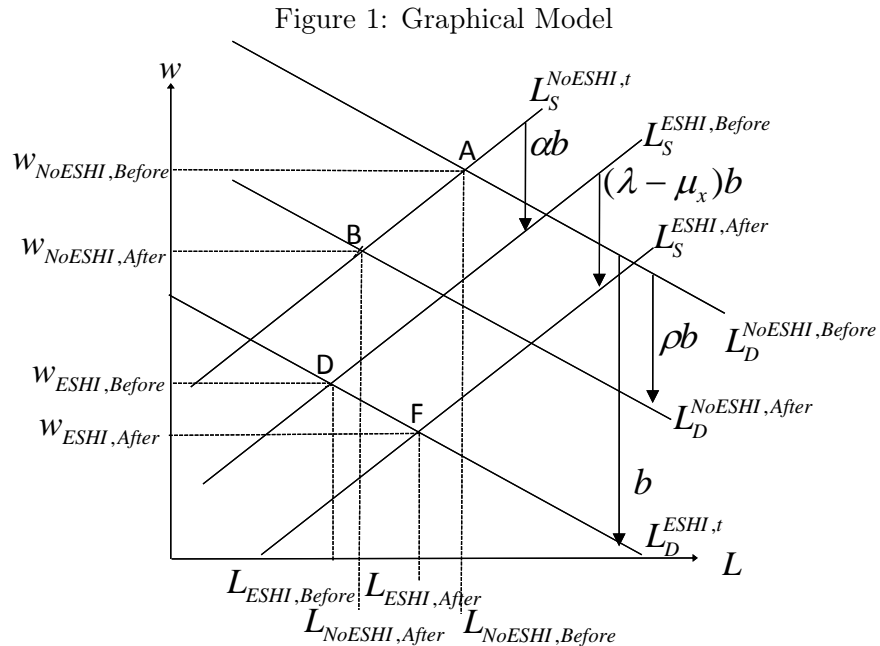 Figure 1: Graphical Model
w
L_S^{NoESHI,t}
A
αb
L_S^{ESHI,Before}
w_{NoESHI,Before}
(λ − μ_x)b
B
L_S^{ESHI,After}
w_{NoESHI,After}
ρb
L_D^{NoESHI,Before}
D
w_{ESHI,Before}
F
L_D^{NoESHI,After}
w_{ESHI,After}
b
L_D^{ESHI,t}
L
L_{ESHI,Before}
L_{ESHI,After}
L_{NoESHI,After}
L_{NoESHI,Before}